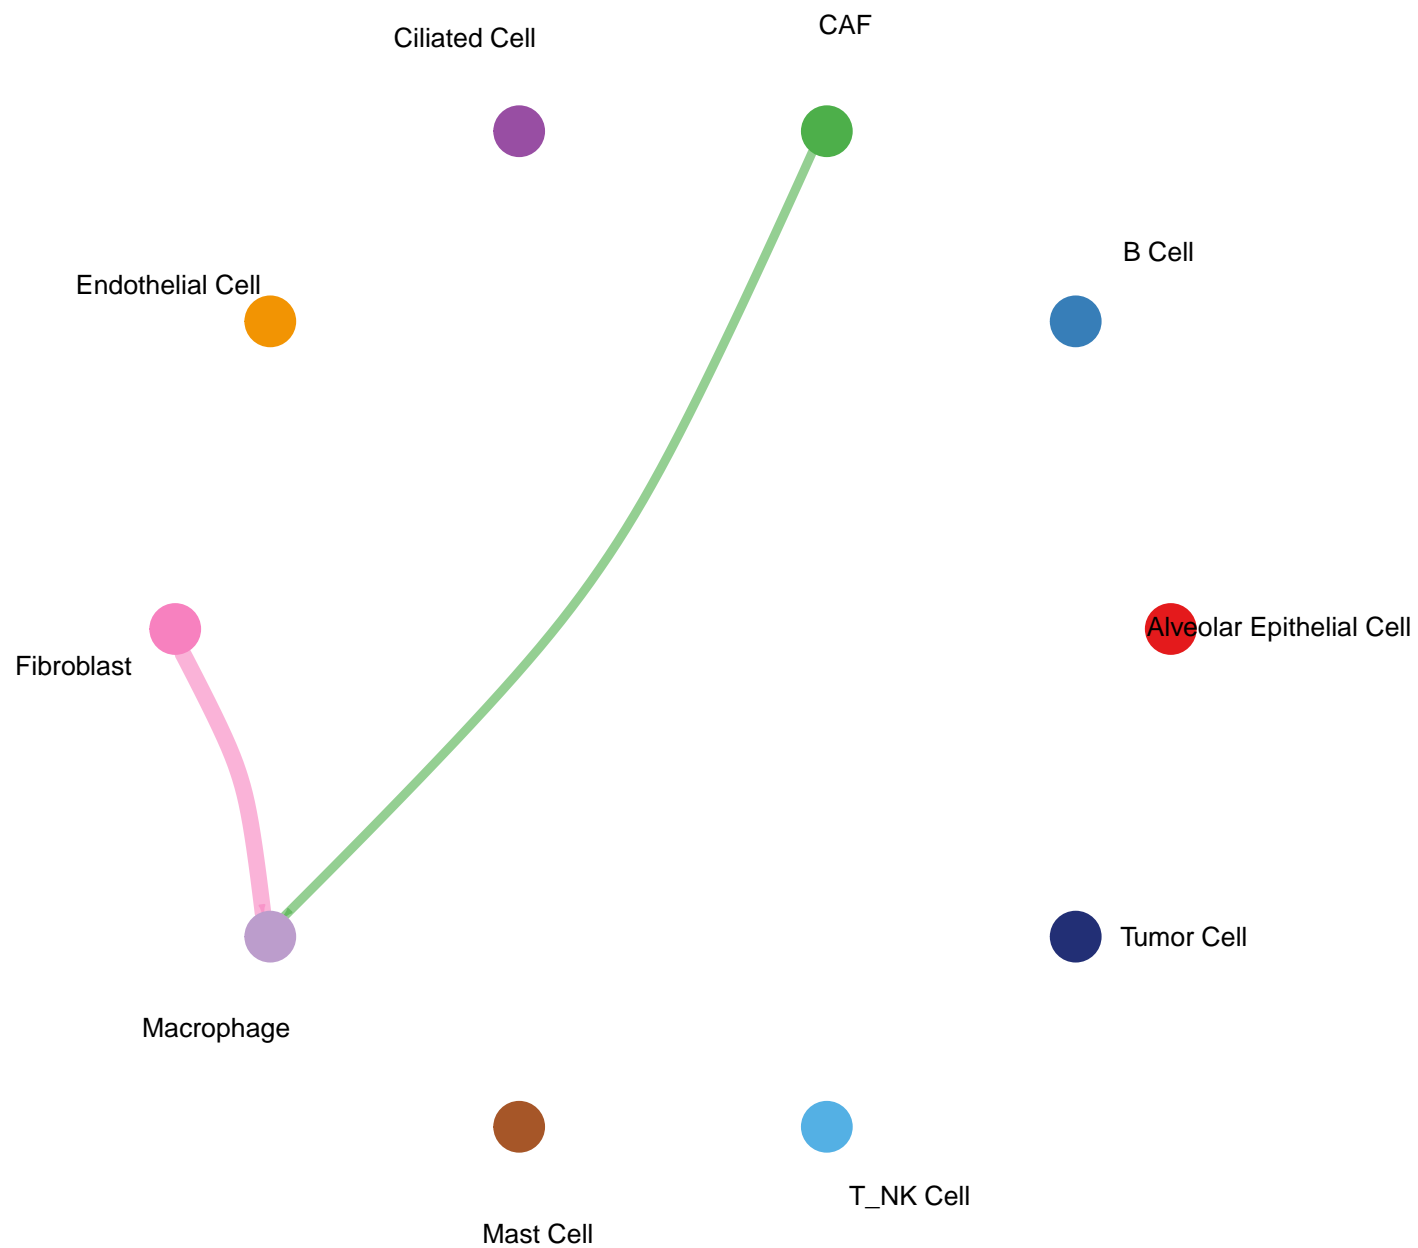 CAF
Ciliated Cell
B Cell
Endothelial Cell
Alveolar Epithelial Cell
Fibroblast
Tumor Cell
Macrophage
T_NK Cell
Mast Cell